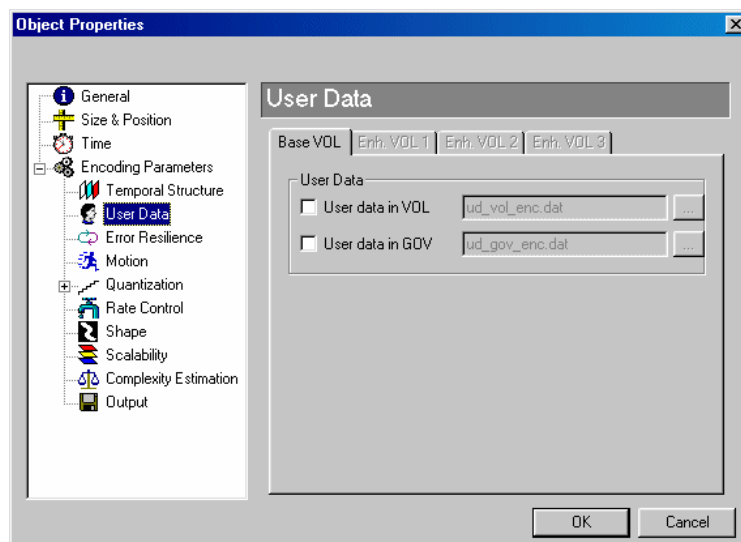 Object Properties
General
Size & Position
Time
Encoding Parameters
Temporal Structure
User Data
Error Resilience
Motion
Quantization
Rate Control
Shape
Scalability
Complexity Estimation
Output
User Data
Base VOL Enh. VOL 1 Enh. VOL 2 Enh. VOL 3
User Data
User data in VOL ud_vol_enc.dat ...
User data in GOV ud_gov_enc.dat ...
OK Cancel